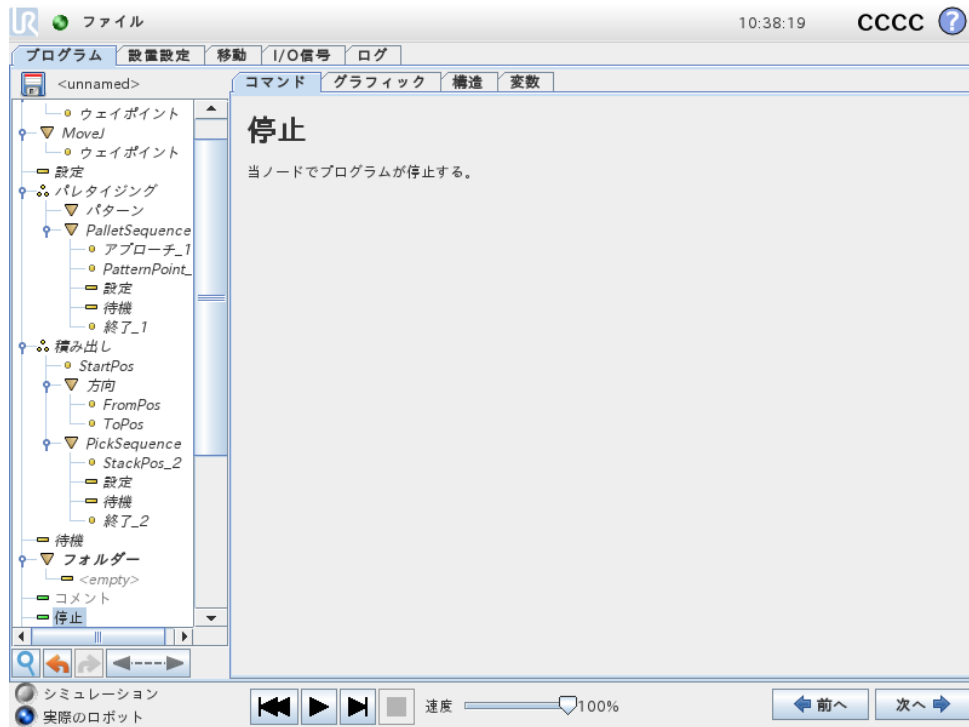 UR ファイル 10:38:19 CCCC ?
プログラム 設置設定 移動 I/O信号 ログ
<unnamed>
コマンド グラフィック 構造 変数
ウェイポイント
MoveJ
ウェイポイント
設定
パレタイジング
パターン
PalletSequence
アプローチ_1
PatternPoint_
設定
待機
終了_1
積み出し
StartPos
方向
FromPos
ToPos
PickSequence
StackPos_2
設定
待機
終了_2
待機
フォルダー
<empty>
コメント
停止
停止
当ノードでプログラムが停止する。
シミュレーション
実際のロボット
速度 100%
前へ 次へ